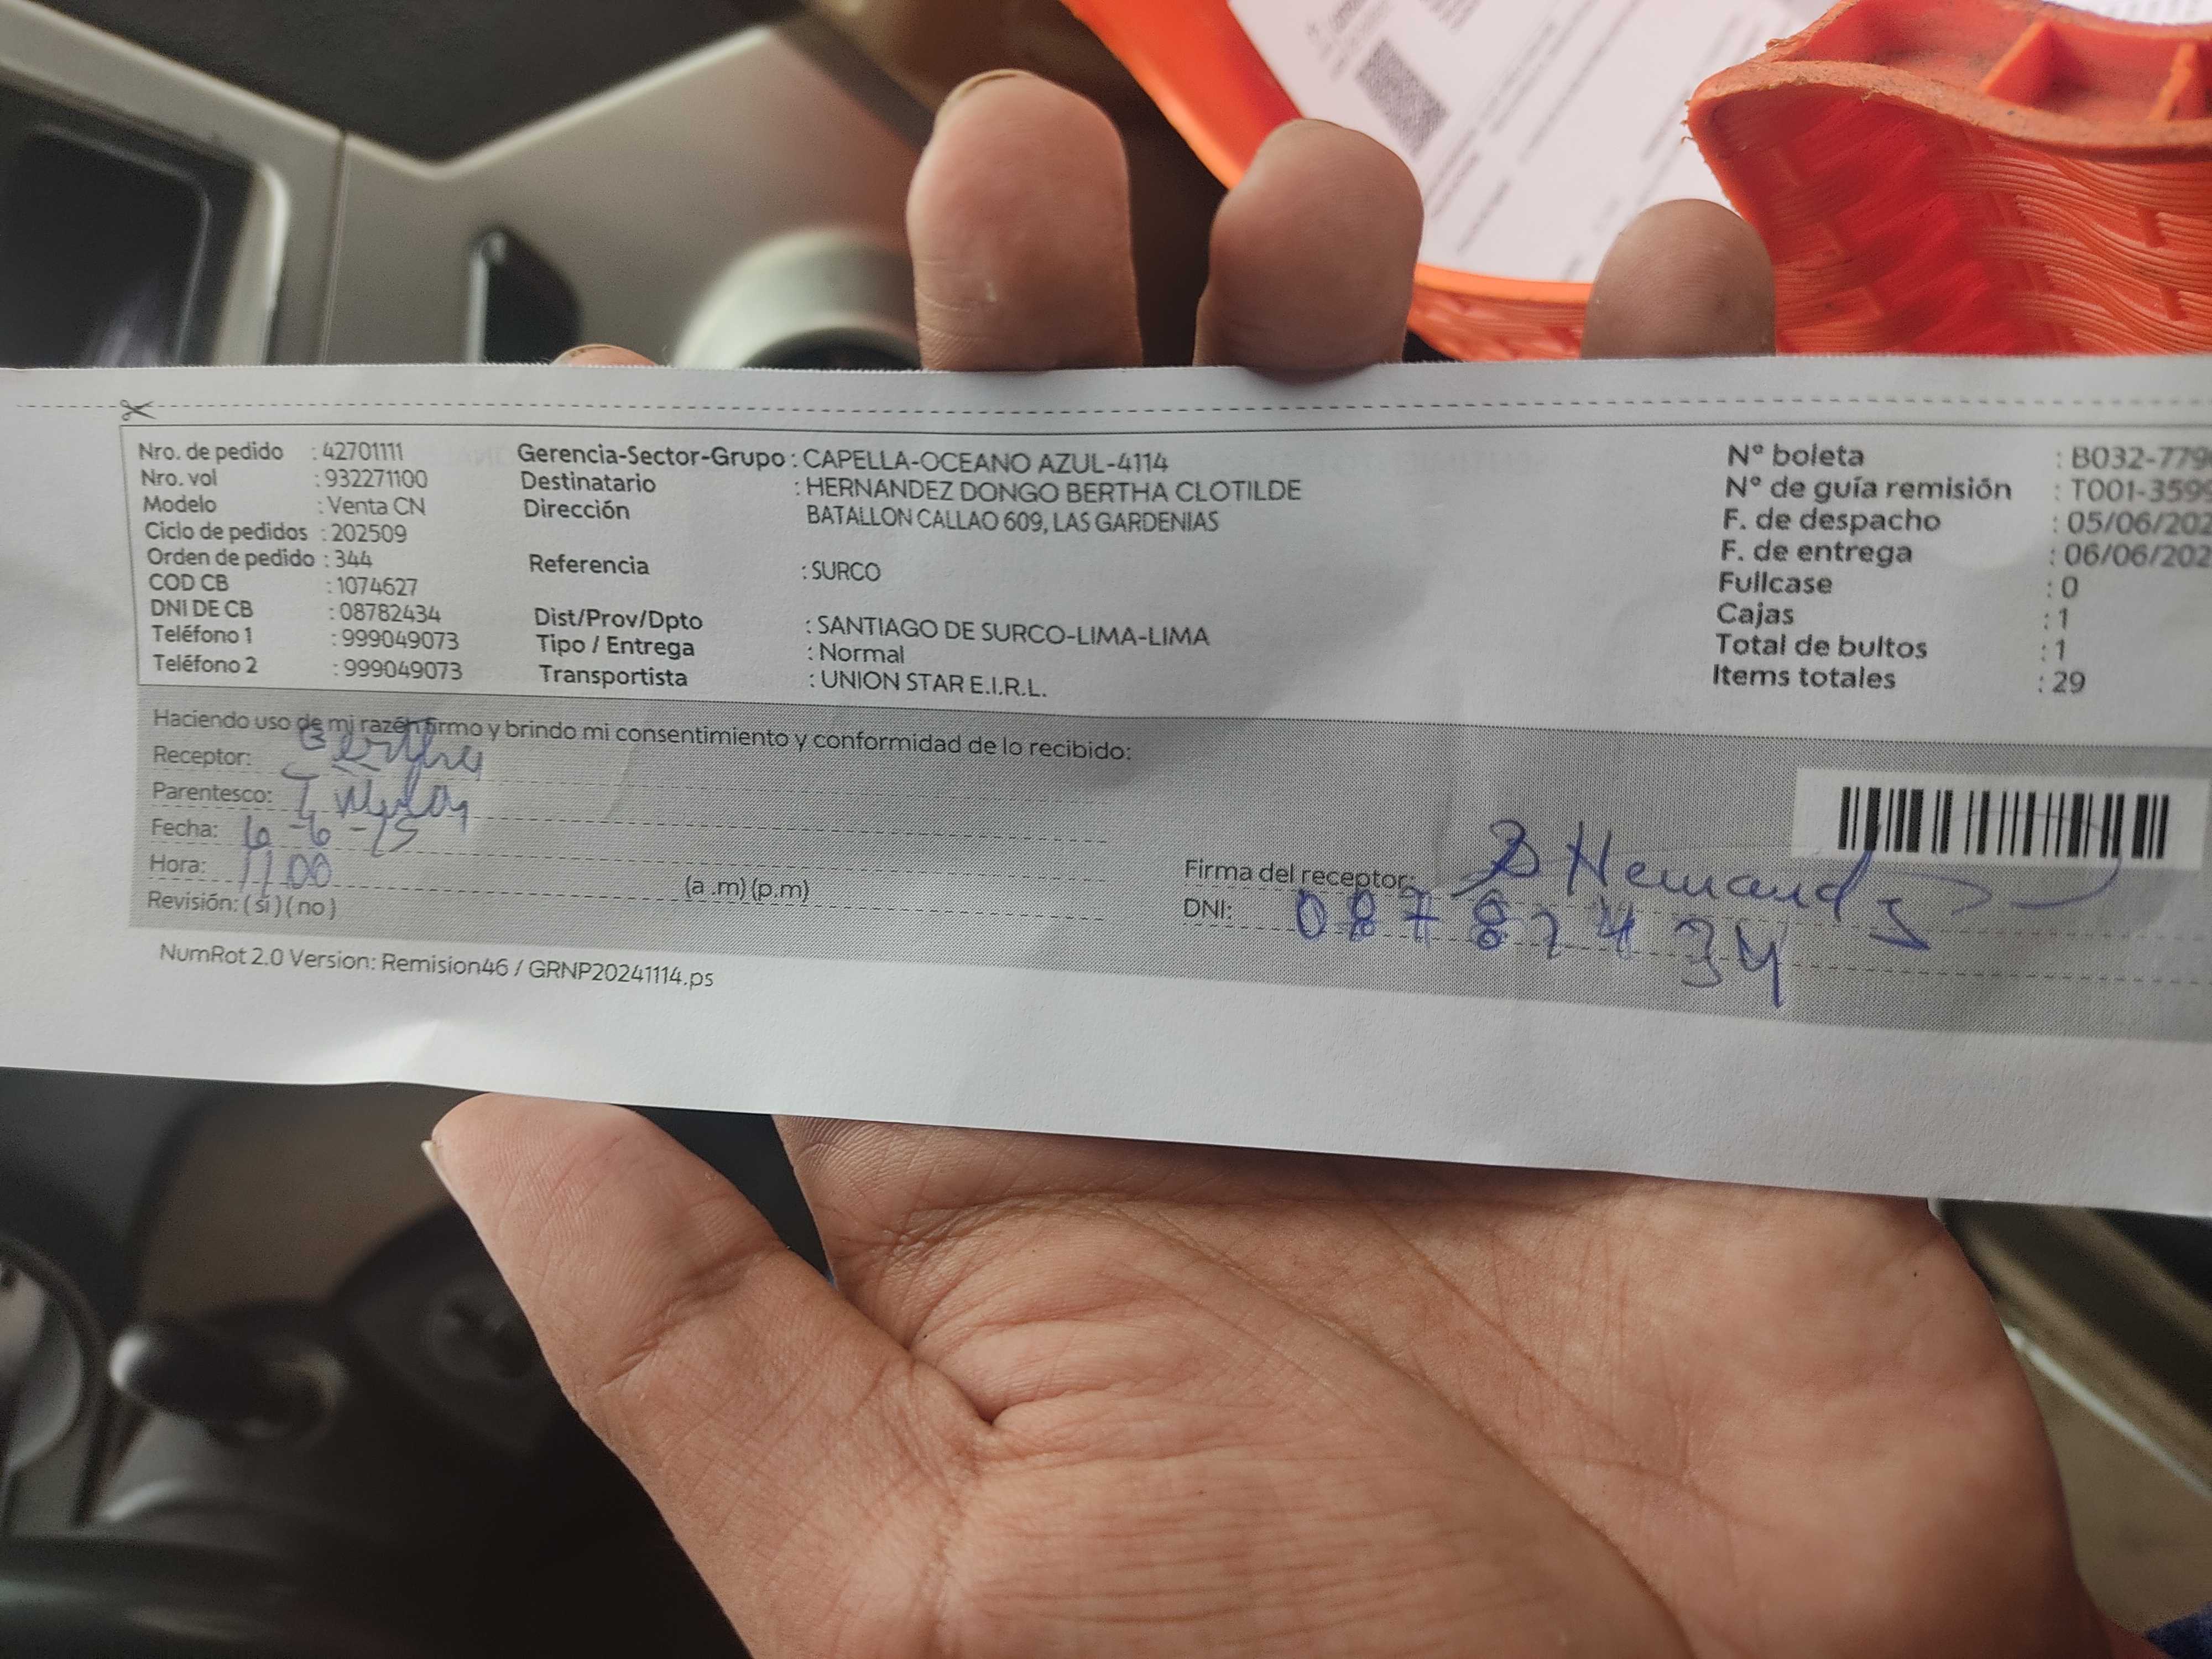 Nro. de pedido : 42701111
Nro. vol : 932271100
Modelo : Venta CN
Ciclo de pedidos : 202509
Orden de pedido : 344
COD CB : 1074627
DNI DE CB : 08782434
Teléfono 1 : 999049073
Teléfono 2 : 999049073
Gerencia-Sector-Grupo : CAPELLA-OCEANO AZUL-4114
Destinatario : HERNANDEZ DONGO BERTHA CLOTILDE
Dirección BATALLON CALLAO 609, LAS GARDENIAS
Referencia : SURCO
Dist/Prov/Dpto : SANTIAGO DE SURCO-LIMA-LIMA
Tipo / Entrega : Normal
Transportista : UNION STAR E.I.R.L.
N° boleta : B032-779
N° de guía remisión : T001-359
F. de despacho : 05/06/202
F. de entrega : 06/06/202
Fullcase : 0
Cajas : 1
Total de bultos : 1
Items totales : 29
Haciendo uso de mi razón firmo y brindo mi consentimiento y conformidad de lo recibido:
Receptor: Bertha
Parentesco: Titular
Fecha: 6-6-25
Hora: 1100 (a .m) (p.m)
Revisión: ( si ) ( no )
Firma del receptor: B Hernandez
DNI: 08782434
NumRot 2.0 Version: Remision46 / GRNP20241114.ps